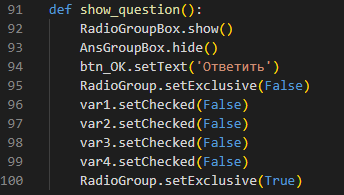 91 def show_question():
92 RadioGroupBox.show()
93 AnsGroupBox.hide()
94 btn_OK.setText('Ответить')
95 RadioGroup.setExclusive(False)
96 var1.setChecked(False)
97 var2.setChecked(False)
98 var3.setChecked(False)
99 var4.setChecked(False)
100 RadioGroup.setExclusive(True)